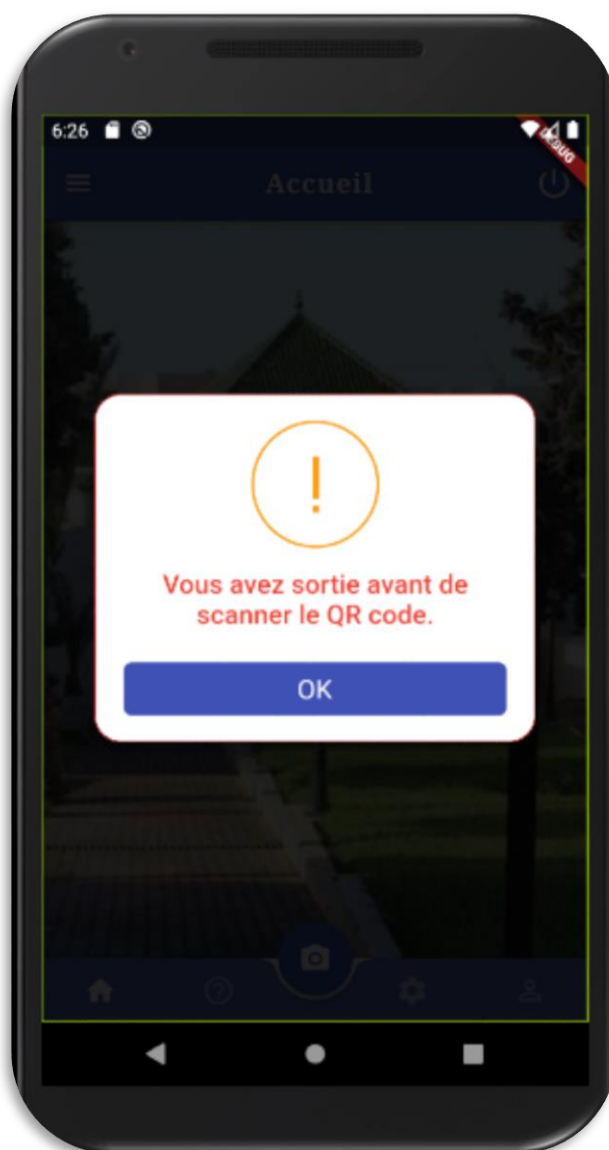 6:26
DEBUG
Accueil
!
Vous avez sortie avant de
scanner le QR code.
OK